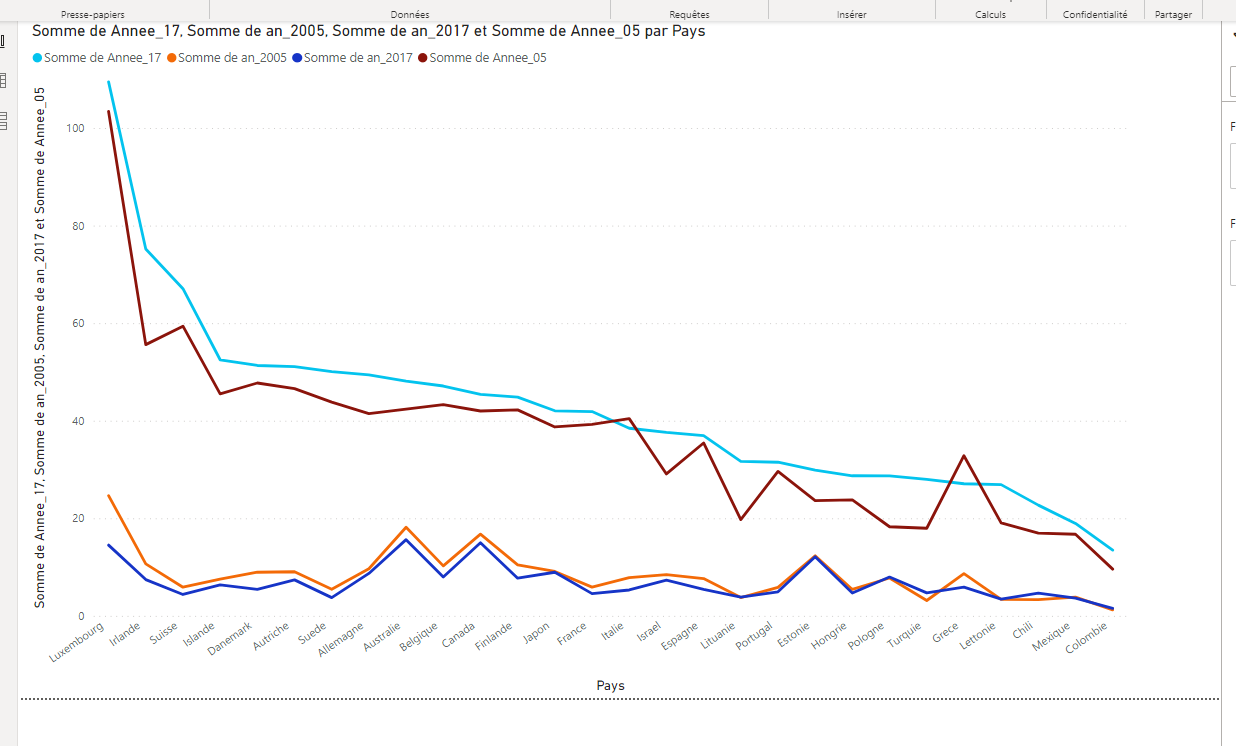 Presse-papiers Données Requêtes Insérer Calculs Confidentialité Partager
Somme de Annee_17, Somme de an_2005, Somme de an_2017 et Somme de Annee_05 par Pays
Somme de Annee_17 Somme de an_2005 Somme de an_2017 Somme de Annee_05
Somme de Annee_17, Somme de an_2005, Somme de an_2017 et Somme de Annee_05
100
80
60
40
20
0
Luxembourg Irlande Suisse Islande Danemark Autriche Suede Allemagne Australie Belgique Canada Finlande Japon France Italie Israel Espagne Lituanie Portugal Estonie Hongrie Pologne Turquie Grece Lettonie Chili Mexique Colombie
Pays
F
F